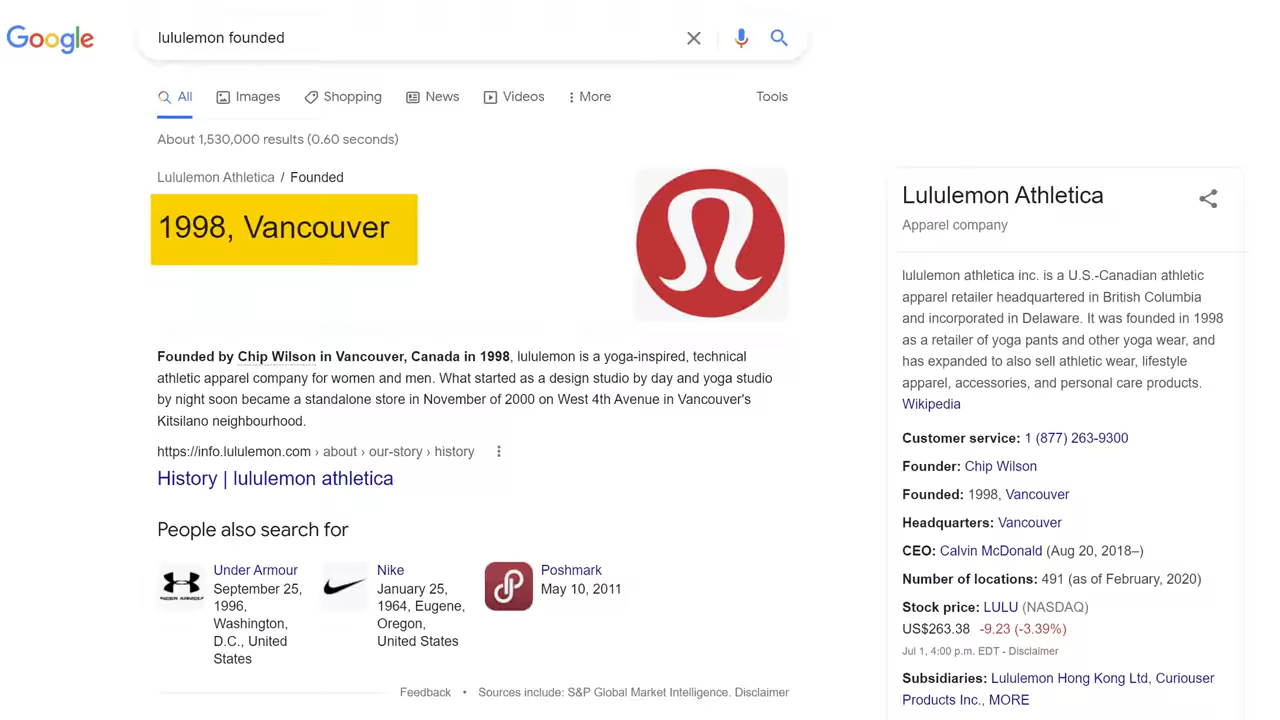 Google
lululemon founded
All Images Shopping News Videos More Tools
About 1,530,000 results (0.60 seconds)
Lululemon Athletica / Founded
1998, Vancouver
Founded by Chip Wilson in Vancouver, Canada in 1998, lululemon is a yoga-inspired, technical
athletic apparel company for women and men. What started as a design studio by day and yoga studio
by night soon became a standalone store in November of 2000 on West 4th Avenue in Vancouver's
Kitsilano neighbourhood.
https://info.lululemon.com › about › our-story › history
History | lululemon athletica
People also search for
UNDER ARMOUR
Under Armour
September 25,
1996,
Washington,
D.C., United
States
Nike
January 25,
1964, Eugene,
Oregon,
United States
Poshmark
May 10, 2011
Feedback • Sources include: S&P Global Market Intelligence. Disclaimer
Lululemon Athletica
Apparel company
lululemon athletica inc. is a U.S.-Canadian athletic
apparel retailer headquartered in British Columbia
and incorporated in Delaware. It was founded in 1998
as a retailer of yoga pants and other yoga wear, and
has expanded to also sell athletic wear, lifestyle
apparel, accessories, and personal care products.
Wikipedia
Customer service: 1 (877) 263-9300
Founder: Chip Wilson
Founded: 1998, Vancouver
Headquarters: Vancouver
CEO: Calvin McDonald (Aug 20, 2018–)
Number of locations: 491 (as of February, 2020)
Stock price: LULU (NASDAQ)
US$263.38 -9.23 (-3.39%)
Jul 1, 4:00 p.m. EDT - Disclaimer
Subsidiaries: Lululemon Hong Kong Ltd, Curiouser
Products Inc., MORE